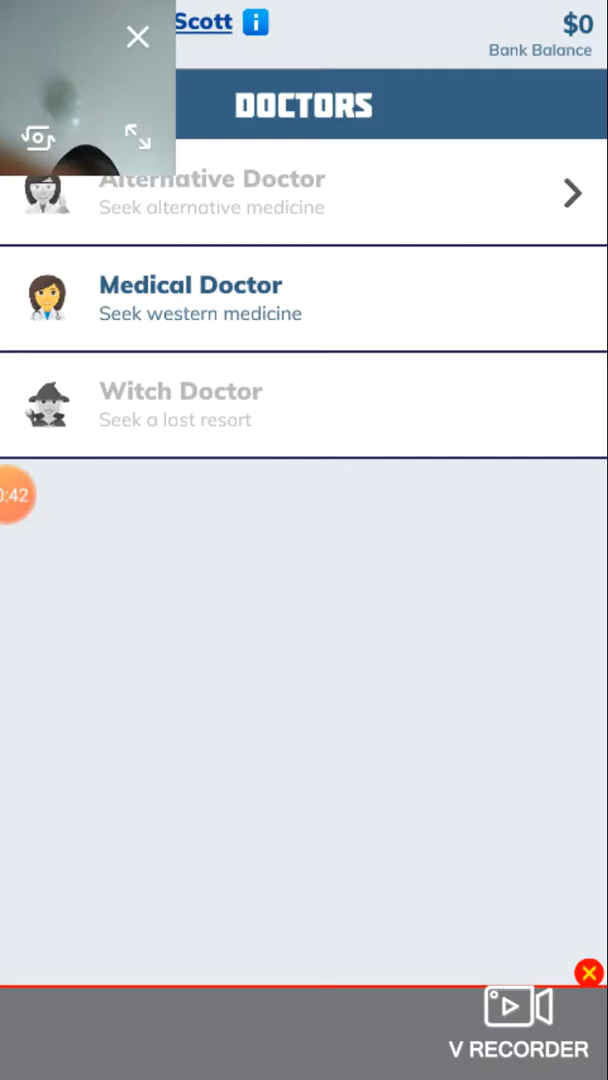 Scott
$0
Bank Balance
DOCTORS
Alternative Doctor
Seek alternative medicine
Medical Doctor
Seek western medicine
Witch Doctor
Seek a last resort
0:42
V RECORDER